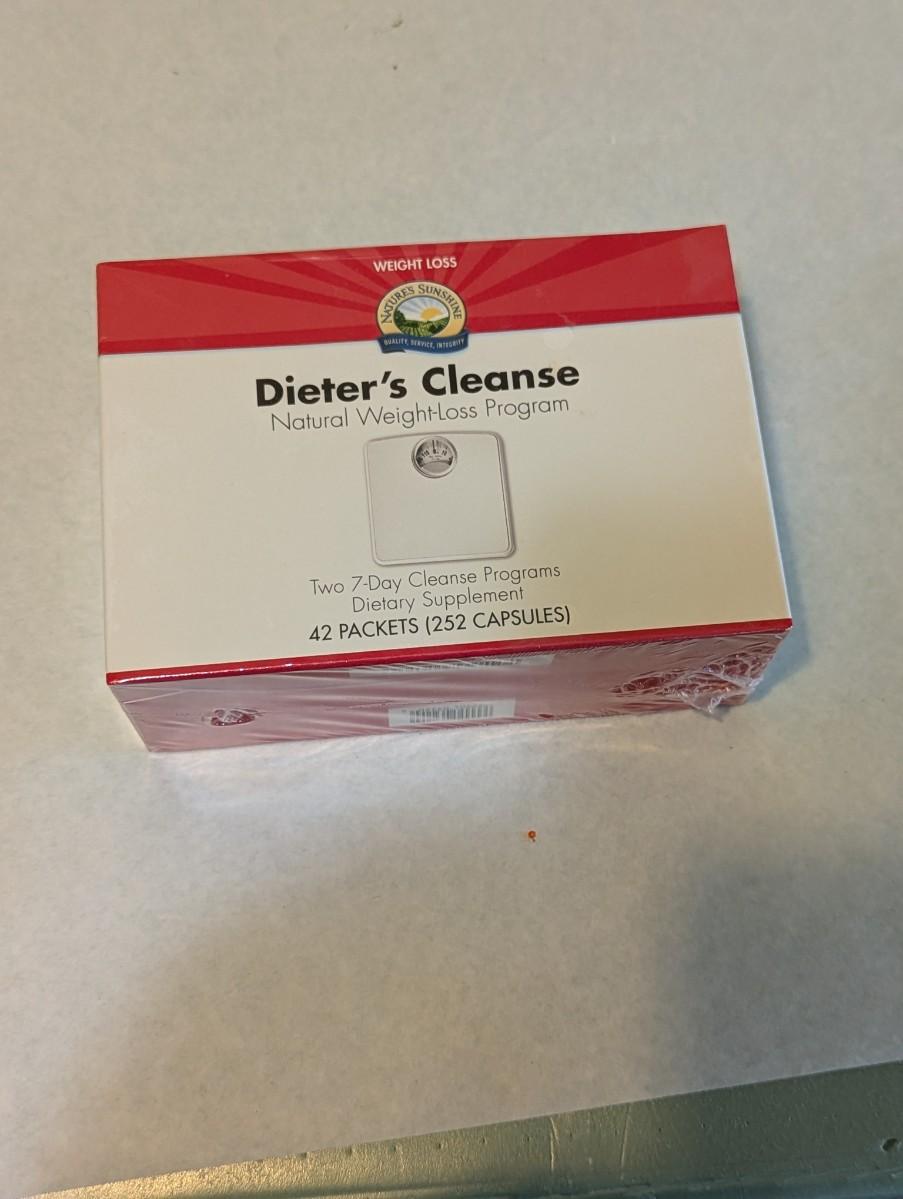 WEIGHT LOSS
NATURE'S SUNSHINE
QUALITY, SERVICE, INTEGRITY
Dieter's Cleanse
Natural Weight-Loss Program
Two 7-Day Cleanse Programs
Dietary Supplement
42 PACKETS (252 CAPSULES)